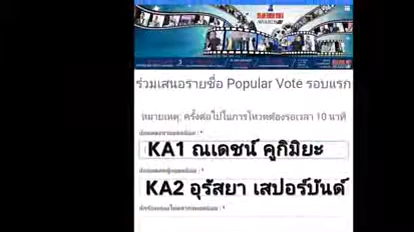 ร่วมเสนอรายชื่อ Popular Vote รอบแรก
หมายเหตุ: ครั้งต่อไปในการโหวตต้องรอเวลา 10 นาที
KA1 ณเดชน์ คูกิมิยะ
KA2 อุรัสยา เสปอร์บันด์